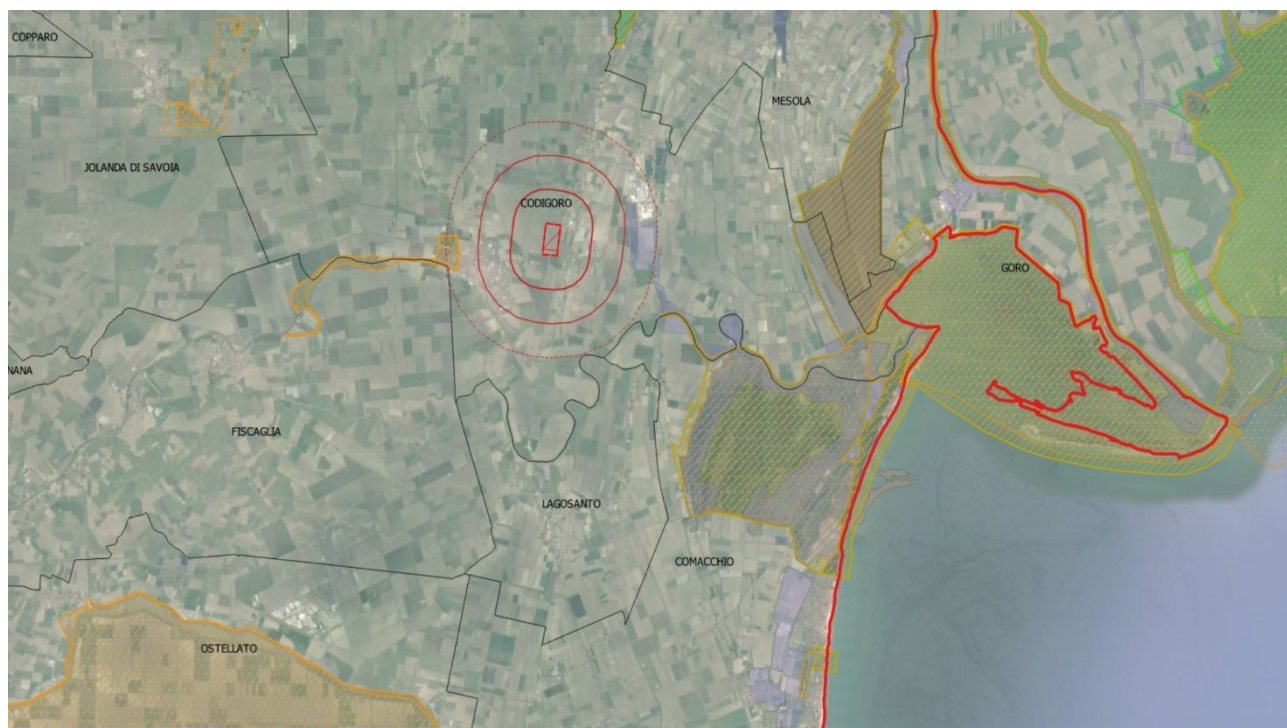 COPPARO
MESOLA
JOLANDA DI SAVOIA
CODIGORO
GORO
NANA
FISCAGLIA
LAGOSANTO
COMACCHIO
OSTELLATO